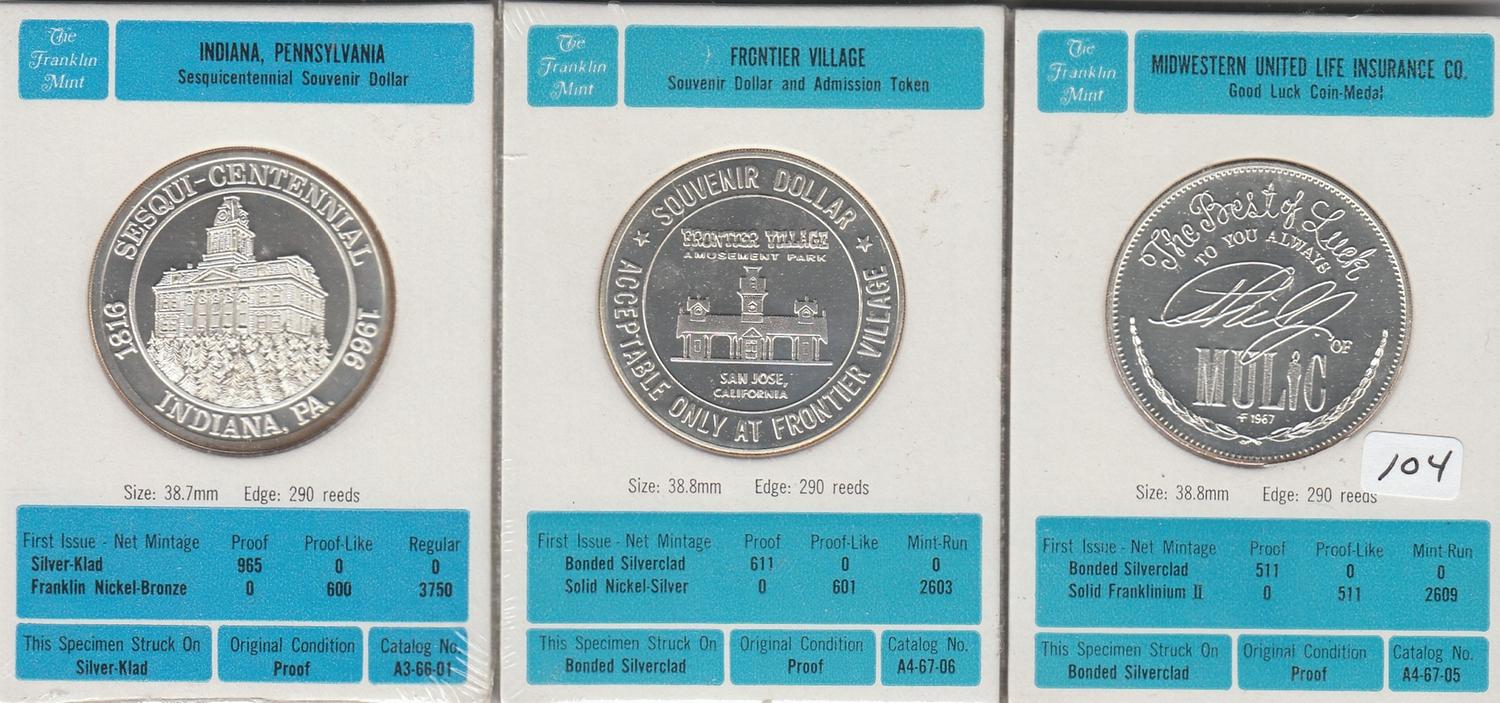 The
Franklin
Mint
INDIANA, PENNSYLVANIA
Sesquicentennial Souvenir Dollar
SESQUI-CENTENNIAL
1816
1966
INDIANA, PA.
Size: 38.7mm Edge: 290 reeds
First Issue - Net Mintage Proof Proof-Like Regular
Silver-Klad 965 0 0
Franklin Nickel-Bronze 0 600 3750
This Specimen Struck On
Silver-Klad
Original Condition
Proof
Catalog No.
A3-66-01
The
Franklin
Mint
FRONTIER VILLAGE
Souvenir Dollar and Admission Token
SOUVENIR DOLLAR
FRONTIER VILLAGE
AMUSEMENT PARK
SAN JOSE,
CALIFORNIA
ACCEPTABLE ONLY AT FRONTIER VILLAGE
Size: 38.8mm Edge: 290 reeds
First Issue - Net Mintage Proof Proof-Like Mint-Run
Bonded Silverclad 611 0 0
Solid Nickel-Silver 0 601 2603
This Specimen Struck On
Bonded Silverclad
Original Condition
Proof
Catalog No.
A4-67-06
The
Franklin
Mint
MIDWESTERN UNITED LIFE INSURANCE CO.
Good Luck Coin-Medal
The Best of Luck
TO YOU ALWAYS
Philly
OF
MULIC
F 1967
104
Size: 38.8mm Edge: 290 reeds
First Issue - Net Mintage Proof Proof-Like Mint-Run
Bonded Silverclad 511 0 0
Solid Franklinium II 0 511 2609
This Specimen Struck On
Bonded Silverclad
Original Condition
Proof
Catalog No.
A4-67-05